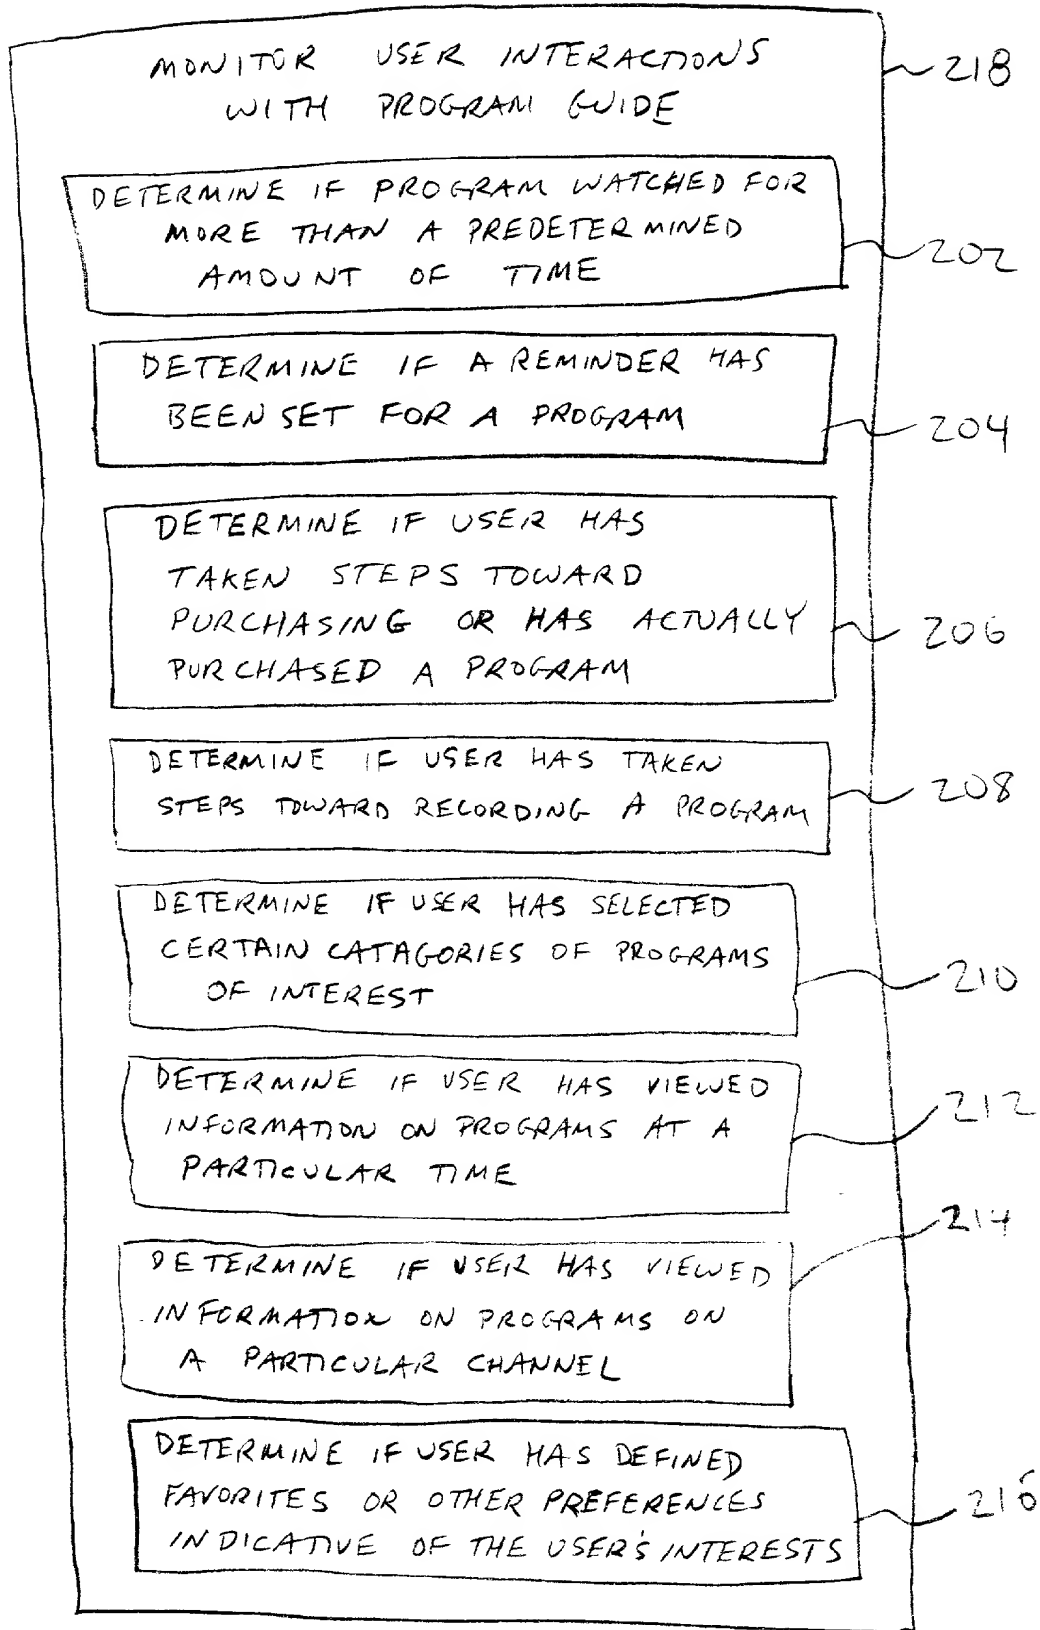 MONITOR USER INTERACTIONS
WITH PROGRAM GUIDE
218
DETERMINE IF PROGRAM WATCHED FOR
MORE THAN A PREDETERMINED
AMOUNT OF TIME
202
DETERMINE IF A REMINDER HAS
BEEN SET FOR A PROGRAM
204
DETERMINE IF USER HAS
TAKEN STEPS TOWARD
PURCHASING OR HAS ACTUALLY
PURCHASED A PROGRAM
206
DETERMINE IF USER HAS TAKEN
STEPS TOWARD RECORDING A PROGRAM
208
DETERMINE IF USER HAS SELECTED
CERTAIN CATAGORIES OF PROGRAMS
OF INTEREST
210
DETERMINE IF USER HAS VIEWED
INFORMATION ON PROGRAMS AT A
PARTICULAR TIME
212
DETERMINE IF USER HAS VIEWED
INFORMATION ON PROGRAMS ON
A PARTICULAR CHANNEL
214
DETERMINE IF USER HAS DEFINED
FAVORITES OR OTHER PREFERENCES
INDICATIVE OF THE USER'S INTERESTS
216